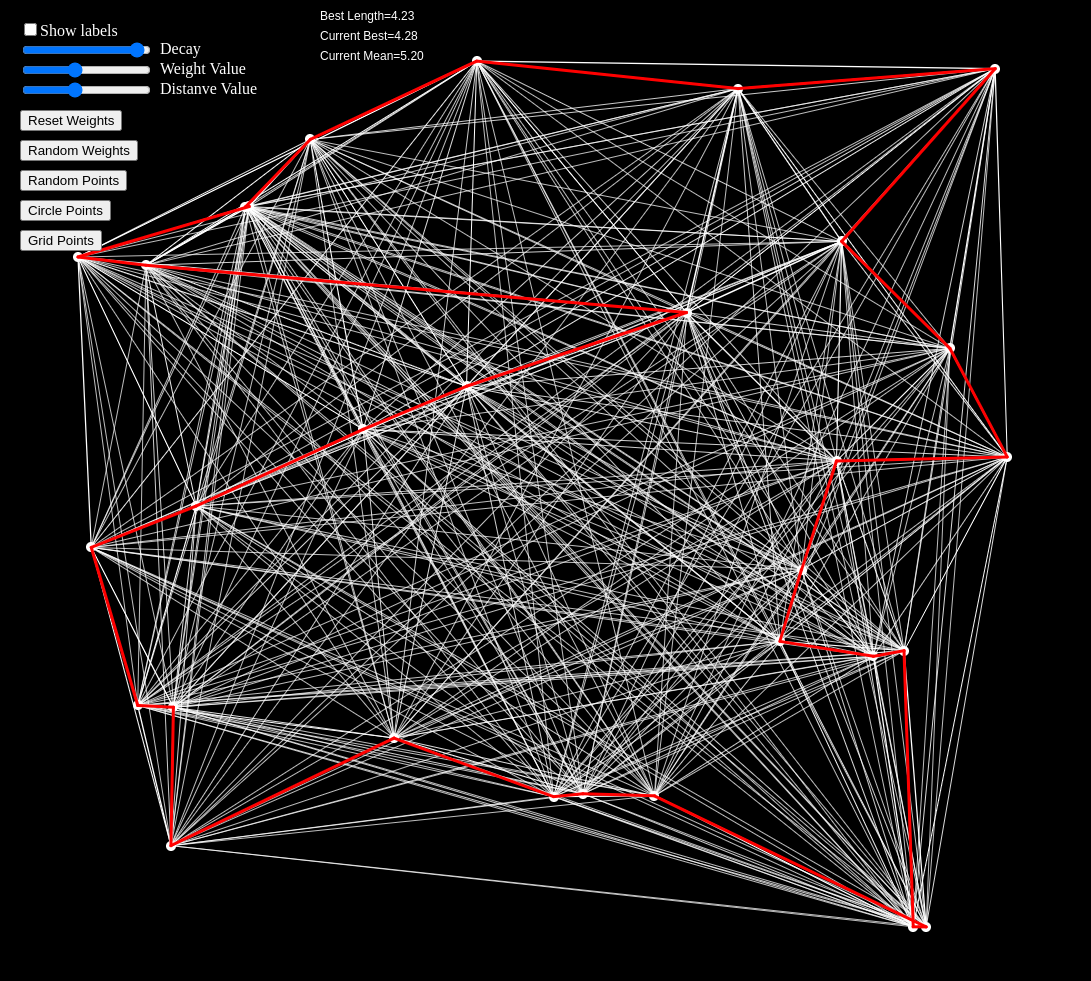 Show labels
Decay
Weight Value
Distanve Value
Reset Weights
Random Weights
Random Points
Circle Points
Grid Points
Best Length=4.23
Current Best=4.28
Current Mean=5.20